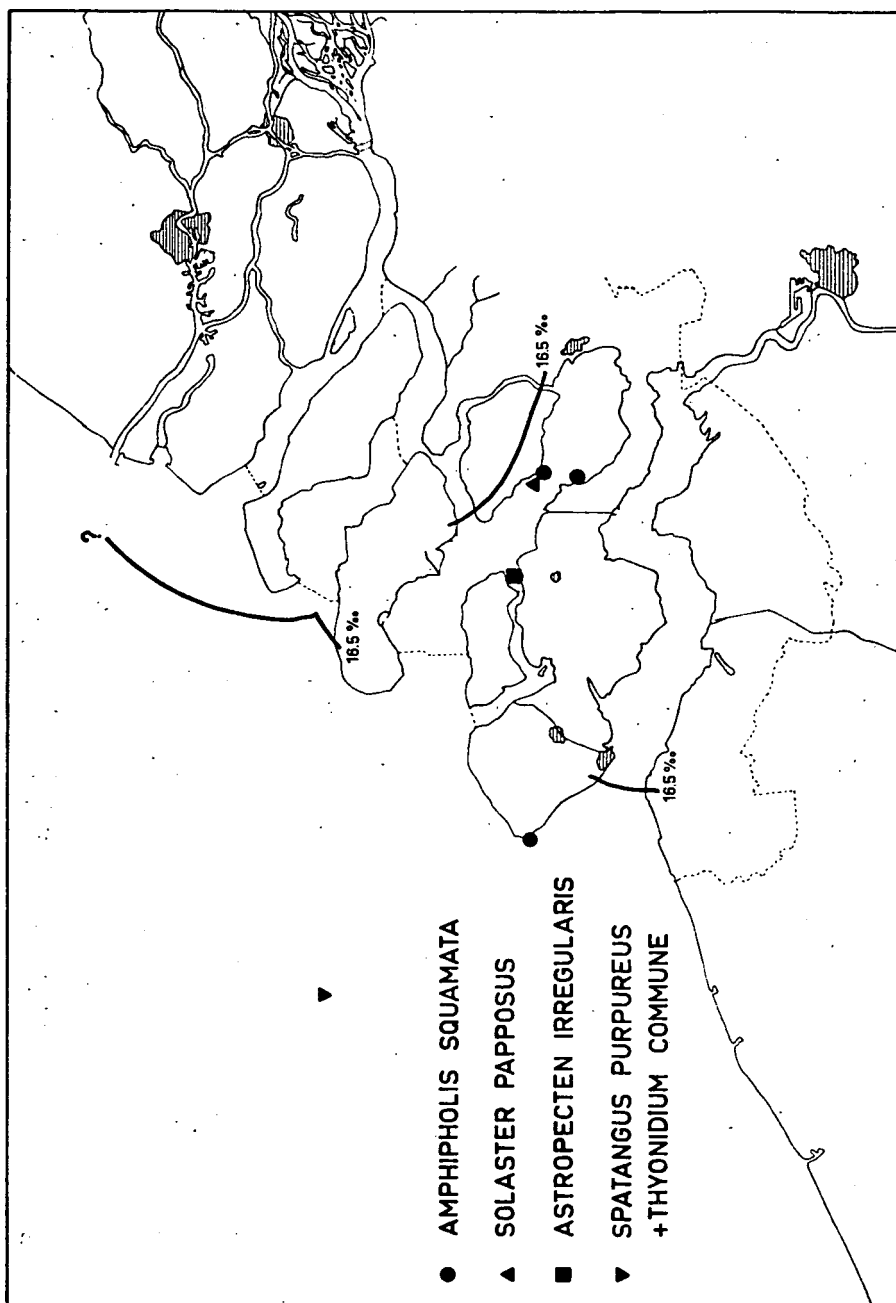 ?
16.5 ‰
16.5 ‰
16.5 ‰
AMPHIPHOLIS SQUAMATA
SOLASTER PAPPOSUS
ASTROPECTEN IRREGULARIS
SPATANGUS PURPUREUS
+ THYONIDIUM COMMUNE